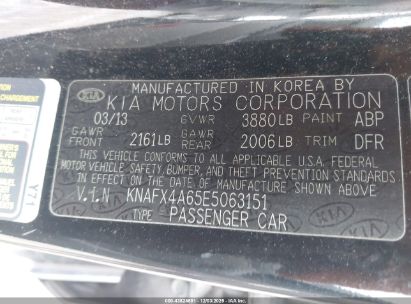 MANUFACTURED IN KOREA BY
KIA KIA MOTORS CORPORATION
03/13 GVWR 3880LB PAINT ABP
GAWR FRONT 2161LB GAWR REAR 2006LB TRIM DFR
THIS VEHICLE CONFORMS TO ALL APPLICABLE U.S.A. FEDERAL
MOTOR VEHICLE SAFETY, BUMPER, AND THEFT PREVENTION STANDARDS
IN EFFECT ON THE DATE OF MANUFACTURE SHOWN ABOVE.
V.I.N KNAFX4A65E5063151
TYPE PASSENGER CAR